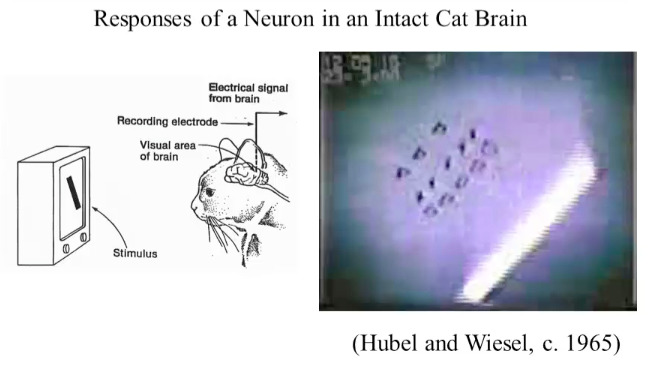 Responses of a Neuron in an Intact Cat Brain
Electrical signal
from brain
Recording electrode
Visual area
of brain
Stimulus
(Hubel and Wiesel, c. 1965)